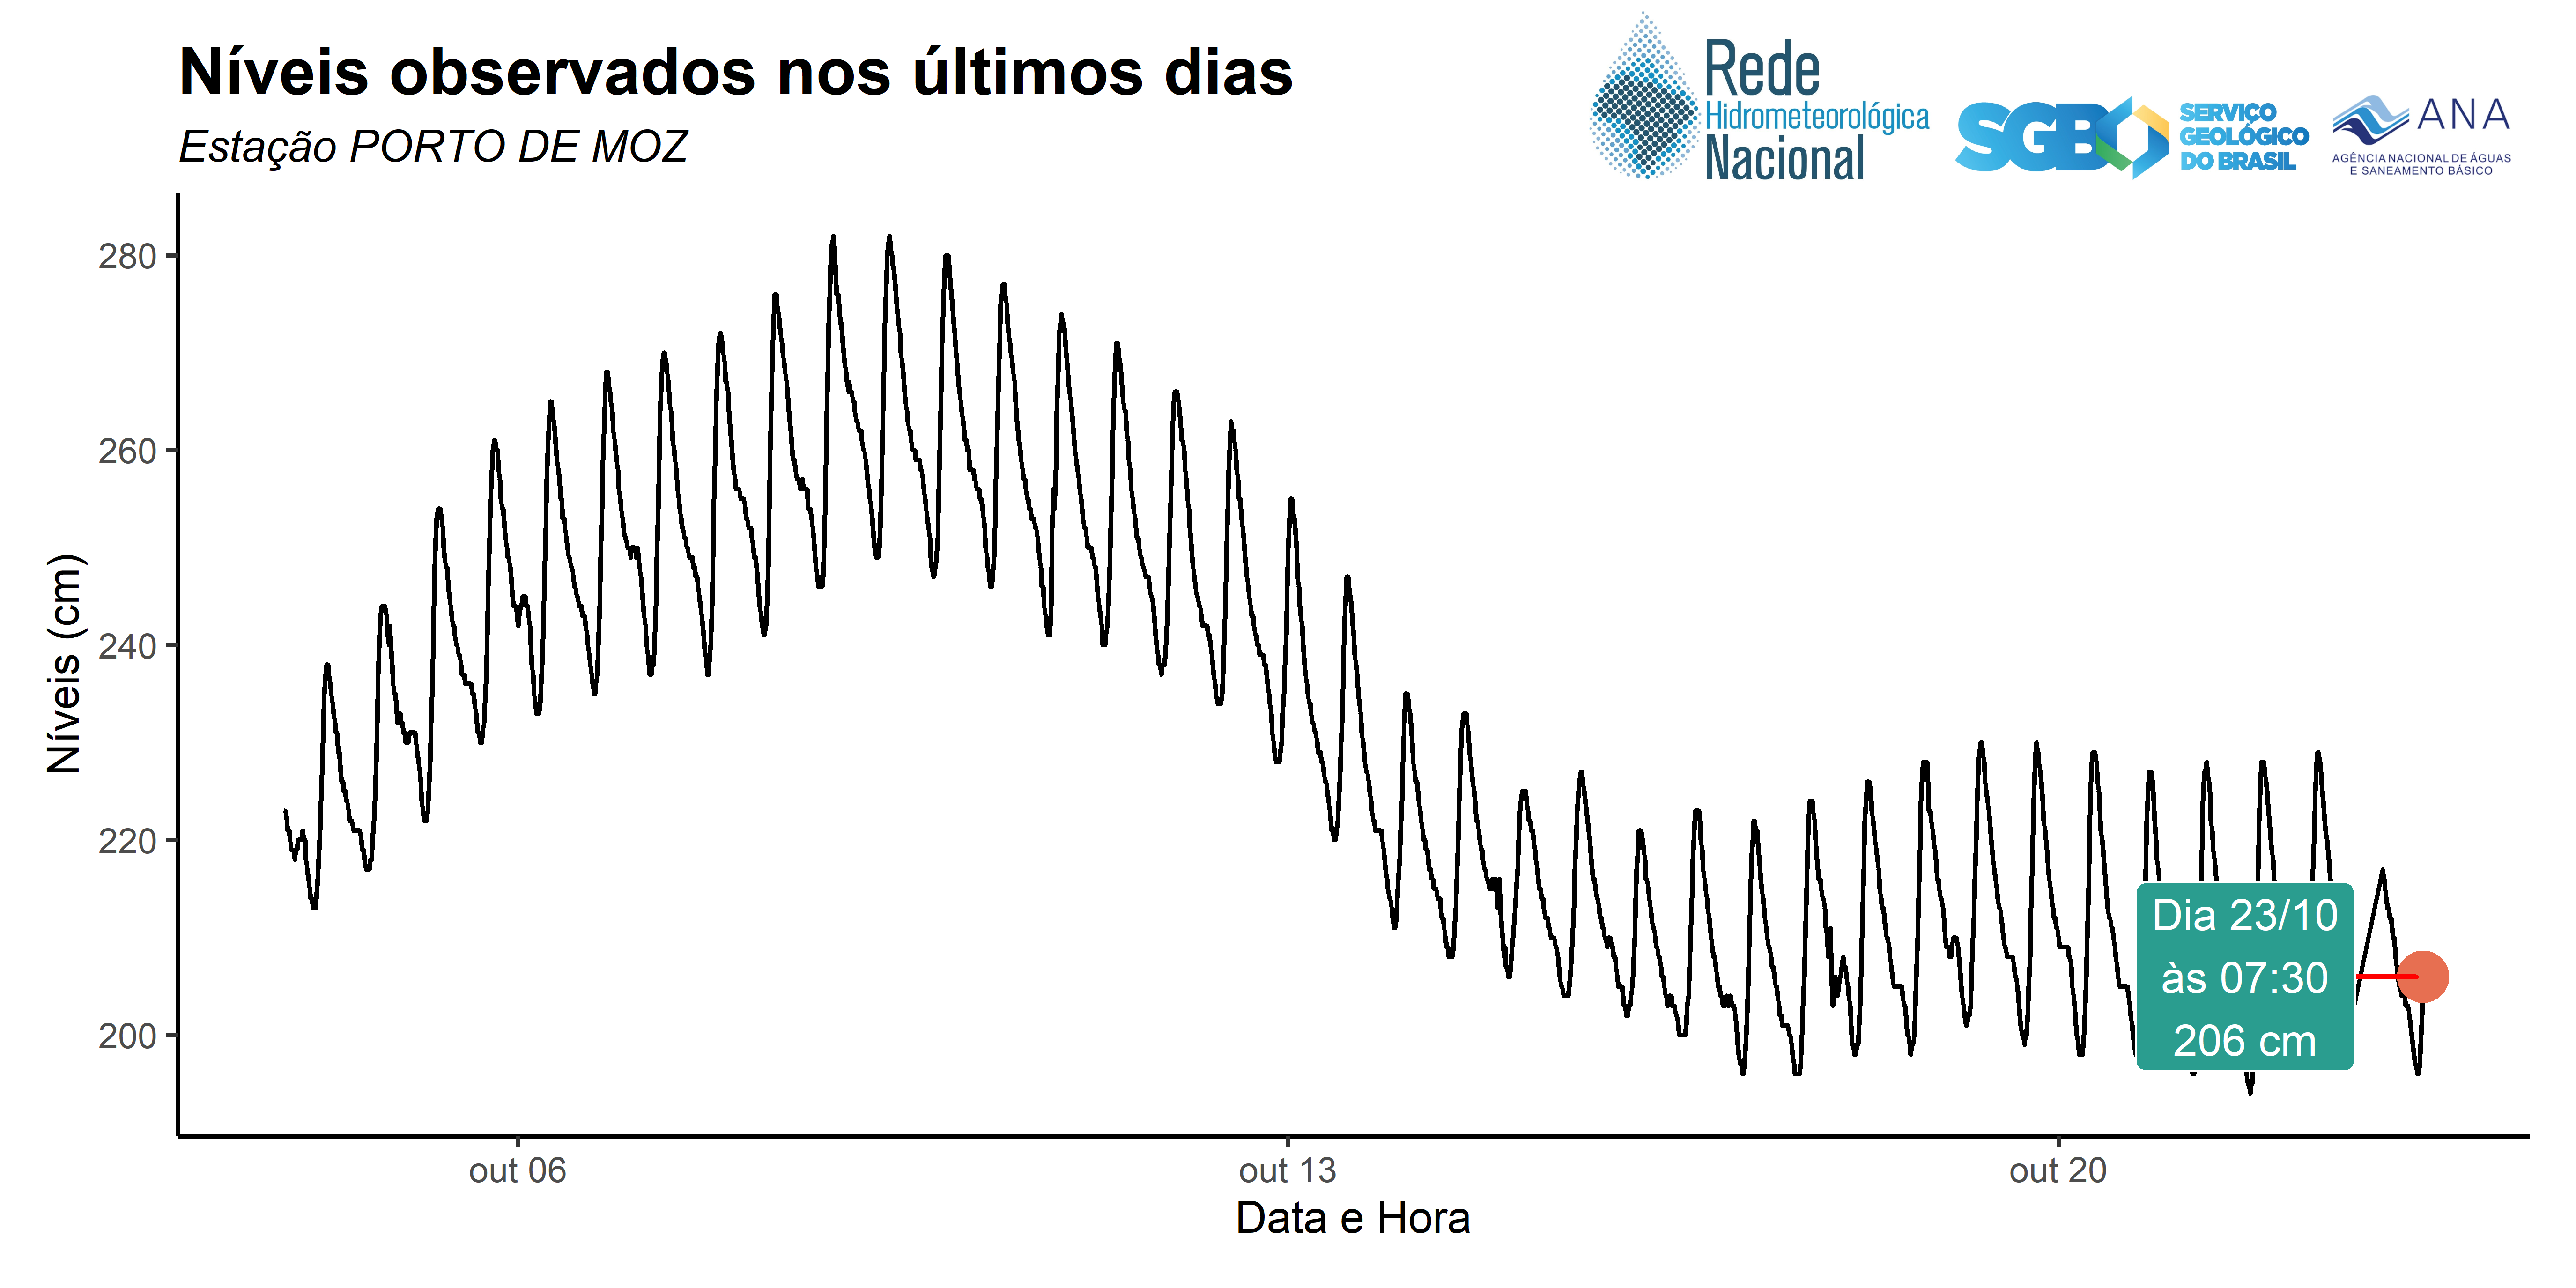 Níveis observados nos últimos dias
Estação PORTO DE MOZ
Rede
Hidrometeorológica
Nacional
SGB
SERVIÇO
GEOLÓGICO
DO BRASIL
ANA
AGÊNCIA NACIONAL DE ÁGUAS
E SANEAMENTO BÁSICO
Níveis (cm)
280
260
240
220
200
Dia 23/10
às 07:30
206 cm
out 06
out 13
out 20
Data e Hora